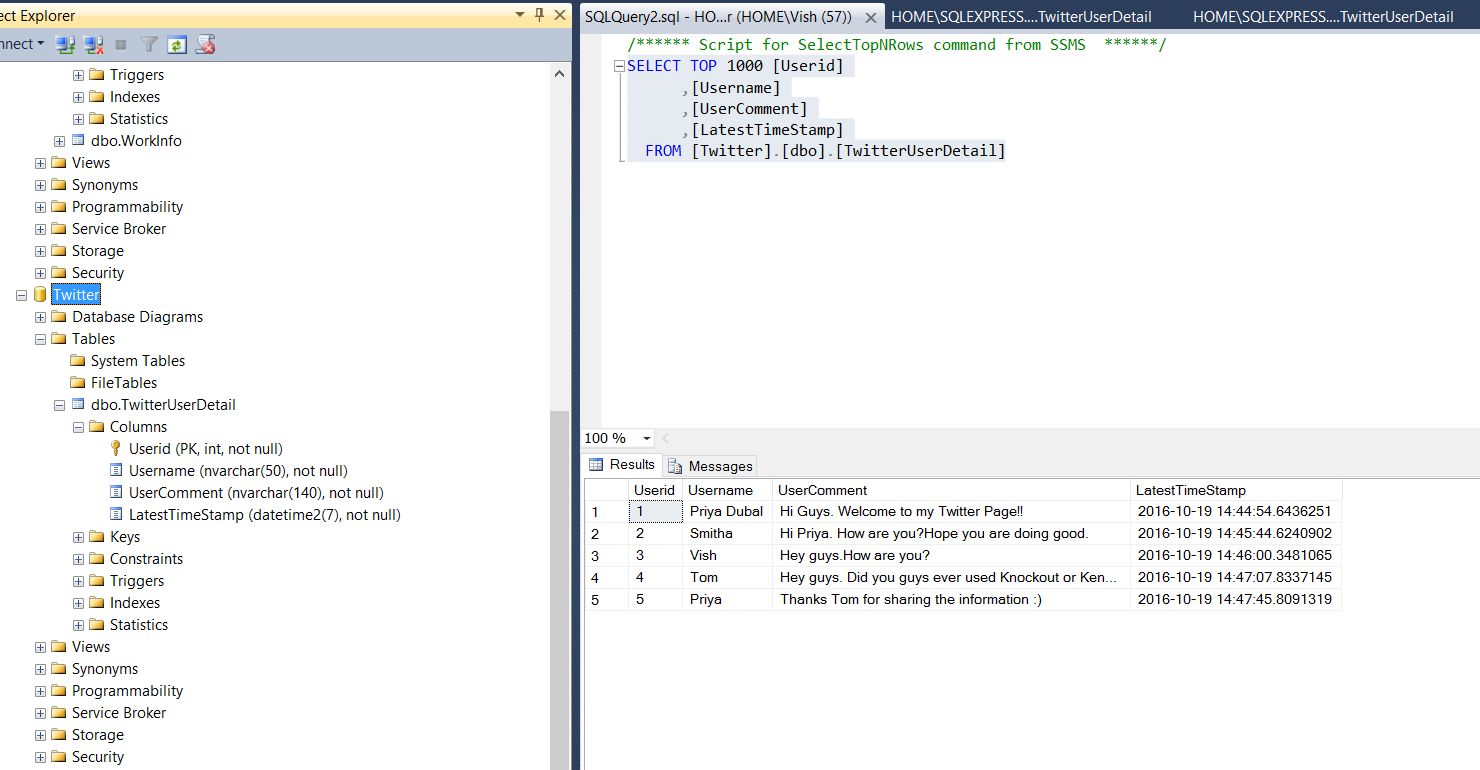 ect Explorer
nnect
Triggers
Indexes
Statistics
dbo.WorkInfo
Views
Synonyms
Programmability
Service Broker
Storage
Security
Twitter
Database Diagrams
Tables
System Tables
FileTables
dbo.TwitterUserDetail
Columns
Userid (PK, int, not null)
Username (nvarchar(50), not null)
UserComment (nvarchar(140), not null)
LatestTimeStamp (datetime2(7), not null)
Keys
Constraints
Triggers
Indexes
Statistics
Views
Synonyms
Programmability
Service Broker
Storage
Security
SQLQuery2.sql - HO...r (HOME\Vish (57)) HOME\SQLEXPRESS....TwitterUserDetail HOME\SQLEXPRESS....TwitterUserDetail
/****** Script for SelectTopNRows command from SSMS  ******/
SELECT TOP 1000 [Userid]
,[Username]
,[UserComment]
,[LatestTimeStamp]
FROM [Twitter].[dbo].[TwitterUserDetail]
100 %
Results Messages
Userid Username UserComment LatestTimeStamp
1 1 Priya Dubal Hi Guys. Welcome to my Twitter Page!! 2016-10-19 14:44:54.6436251
2 2 Smitha Hi Priya. How are you?Hope you are doing good. 2016-10-19 14:45:44.6240902
3 3 Vish Hey guys.How are you? 2016-10-19 14:46:00.3481065
4 4 Tom Hey guys. Did you guys ever used Knockout or Ken... 2016-10-19 14:47:07.8337145
5 5 Priya Thanks Tom for sharing the information :) 2016-10-19 14:47:45.8091319